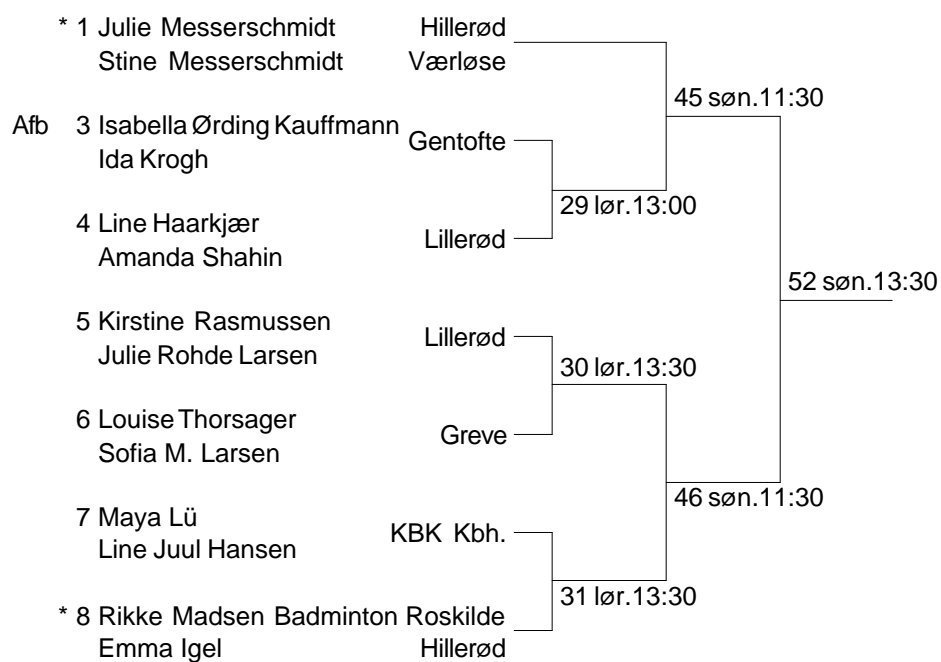 * 1 Julie Messerschmidt Hillerød
Stine Messerschmidt Værløse
45 søn.11:30
Afb 3 Isabella Ørding Kauffmann Gentofte
Ida Krogh
29 lør.13:00
4 Line Haarkjær Lillerød
Amanda Shahin
52 søn.13:30
5 Kirstine Rasmussen Lillerød
Julie Rohde Larsen
30 lør.13:30
6 Louise Thorsager Greve
Sofia M. Larsen
46 søn.11:30
7 Maya Lü KBK Kbh.
Line Juul Hansen
31 lør.13:30
* 8 Rikke Madsen Badminton Roskilde
Emma Igel Hillerød